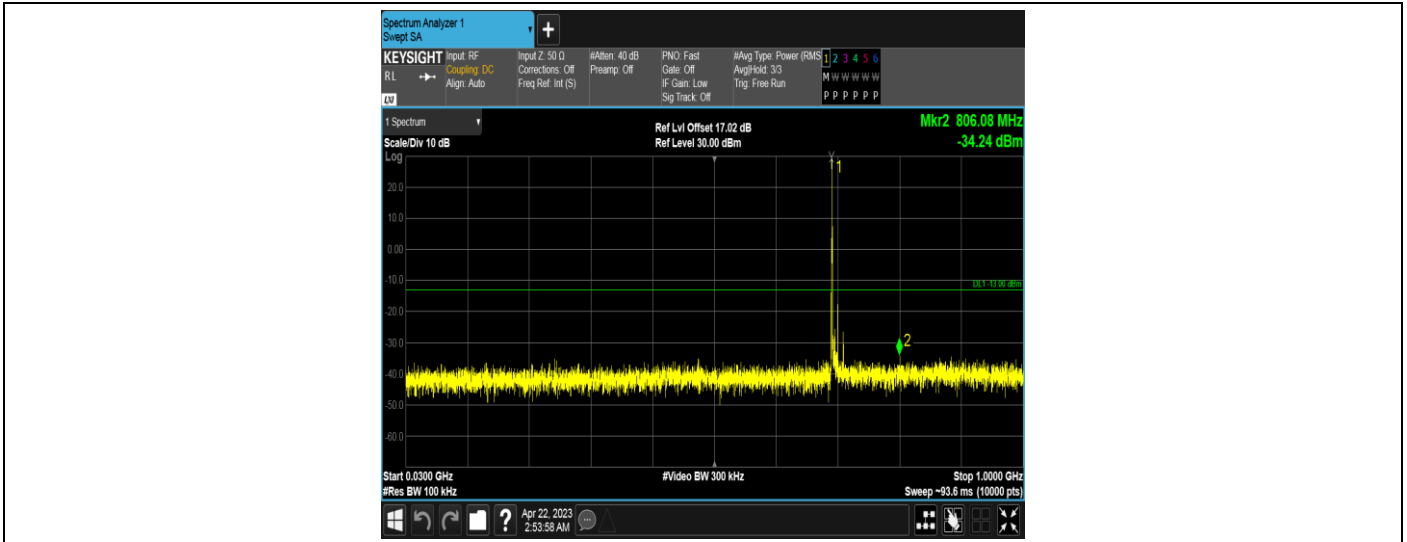 Spectrum Analyzer 1
Swept SA
+
KEYSIGHT Input: RF Input Z: 50 Ω #Atten: 40 dB PNO: Fast #Avg Type: Power (RMS 1 2 3 4 5 6
RL Coupling: DC Corrections: Off Preamp: Off Gate: Off Avg|Hold: 3/3 M W W W W W
Align: Auto Freq Ref: Int (S) IF Gain: Low Trig: Free Run
LXI Sig Track: Off P P P P P P
1 Spectrum Ref Lvl Offset 17.02 dB Mkr2 806.08 MHz
Scale/Div 10 dB Ref Level 30.00 dBm -34.24 dBm
Log
1
20.0
10.0
0.00
-10.0
DL1 -13.00 dBm
-20.0
-30.0
2
-40.0
-50.0
-60.0
Start 0.0300 GHz #Video BW 300 kHz Stop 1.0000 GHz
#Res BW 100 kHz Sweep ~93.6 ms (10000 pts)
? Apr 22, 2023
2:53:58 AM